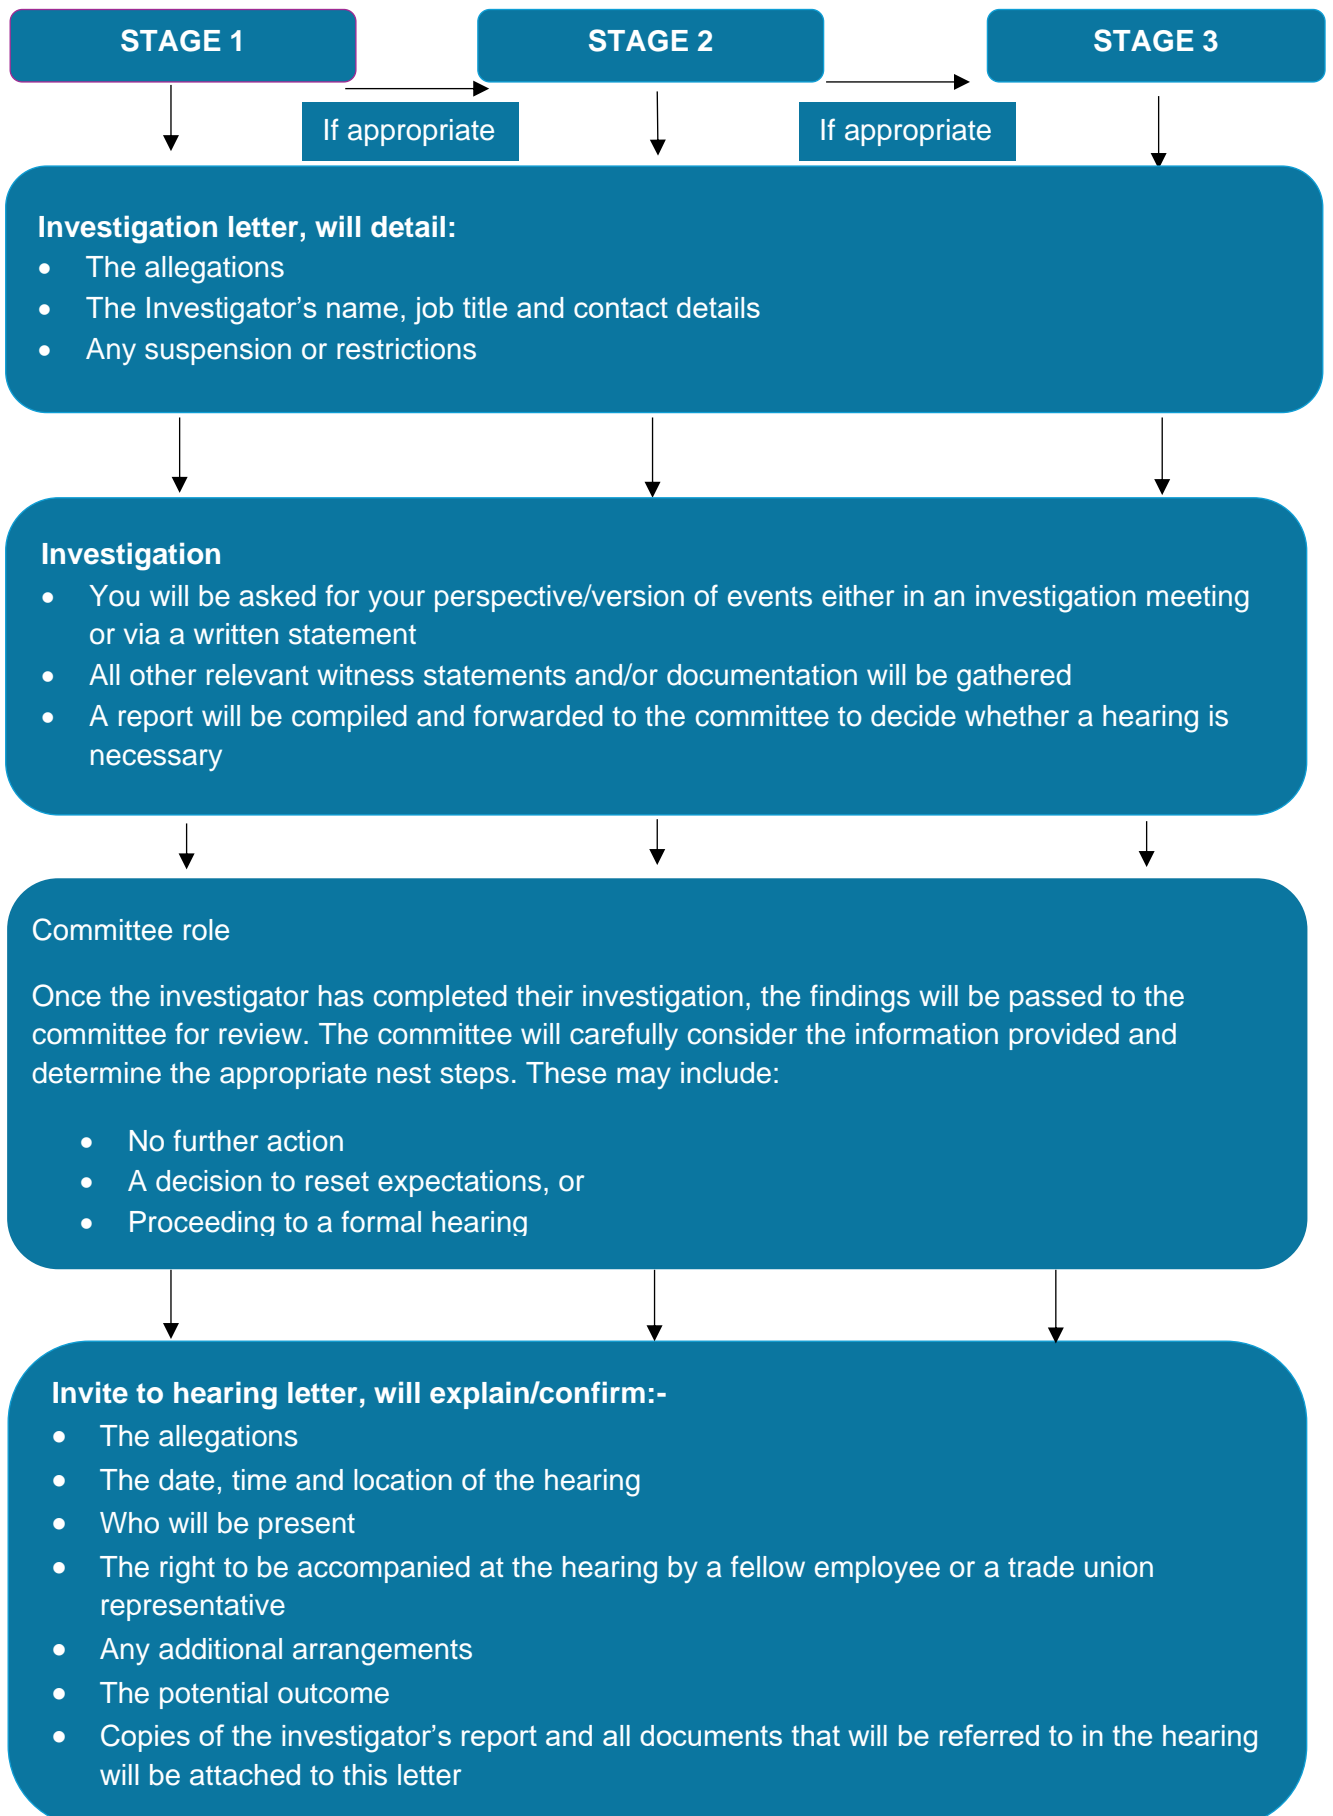 STAGE 1
STAGE 2
STAGE 3
If appropriate
If appropriate
Investigation letter, will detail:
• The allegations
• The Investigator’s name, job title and contact details
• Any suspension or restrictions
Investigation
• You will be asked for your perspective/version of events either in an investigation meeting
or via a written statement
• All other relevant witness statements and/or documentation will be gathered
• A report will be compiled and forwarded to the committee to decide whether a hearing is
necessary
Committee role
Once the investigator has completed their investigation, the findings will be passed to the
committee for review. The committee will carefully consider the information provided and
determine the appropriate nest steps. These may include:
• No further action
• A decision to reset expectations, or
• Proceeding to a formal hearing
Invite to hearing letter, will explain/confirm:-
• The allegations
• The date, time and location of the hearing
• Who will be present
• The right to be accompanied at the hearing by a fellow employee or a trade union
representative
• Any additional arrangements
• The potential outcome
• Copies of the investigator’s report and all documents that will be referred to in the hearing
will be attached to this letter